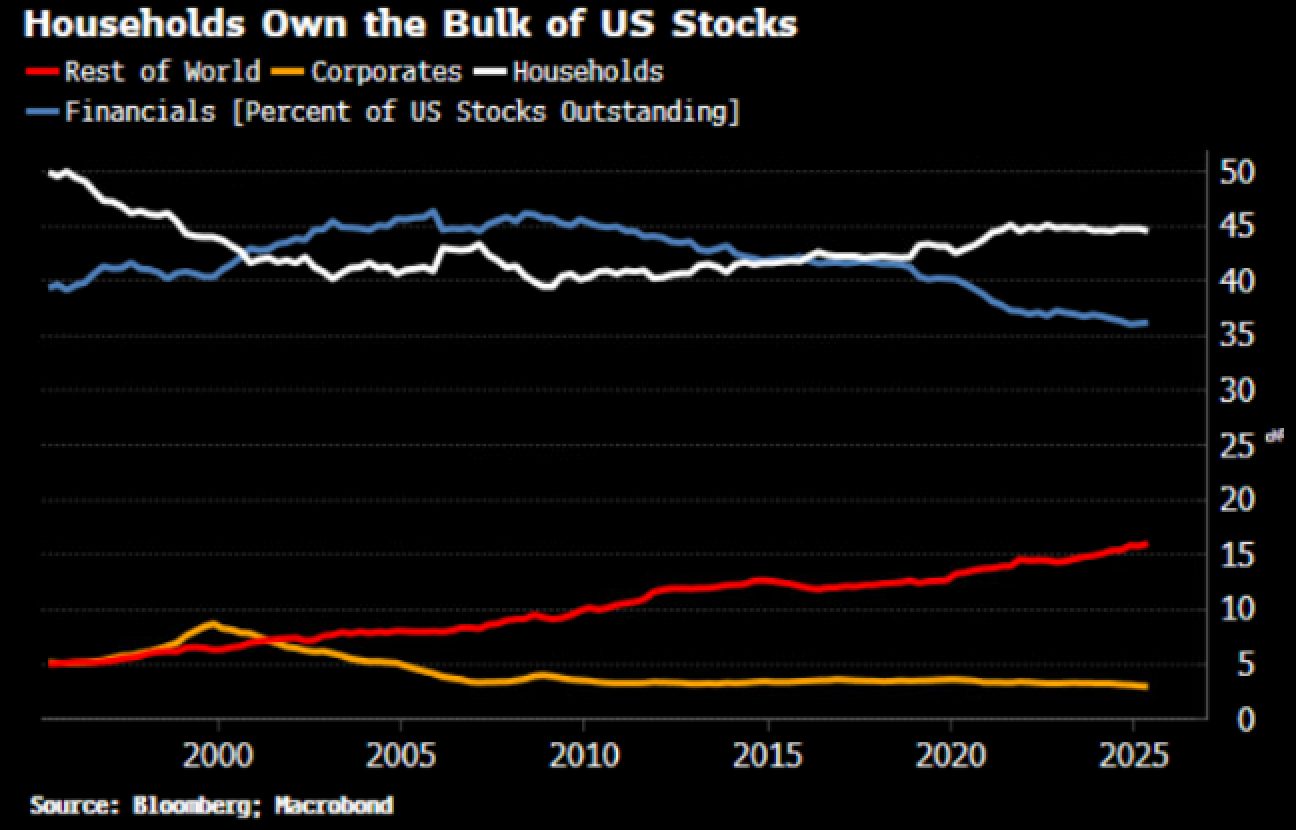 Households Own the Bulk of US Stocks
Rest of World Corporates Households
Financials [Percent of US Stocks Outstanding]
50
45
40
35
30
25 %
20
15
10
5
0
2000 2005 2010 2015 2020 2025
Source: Bloomberg; Macrobond